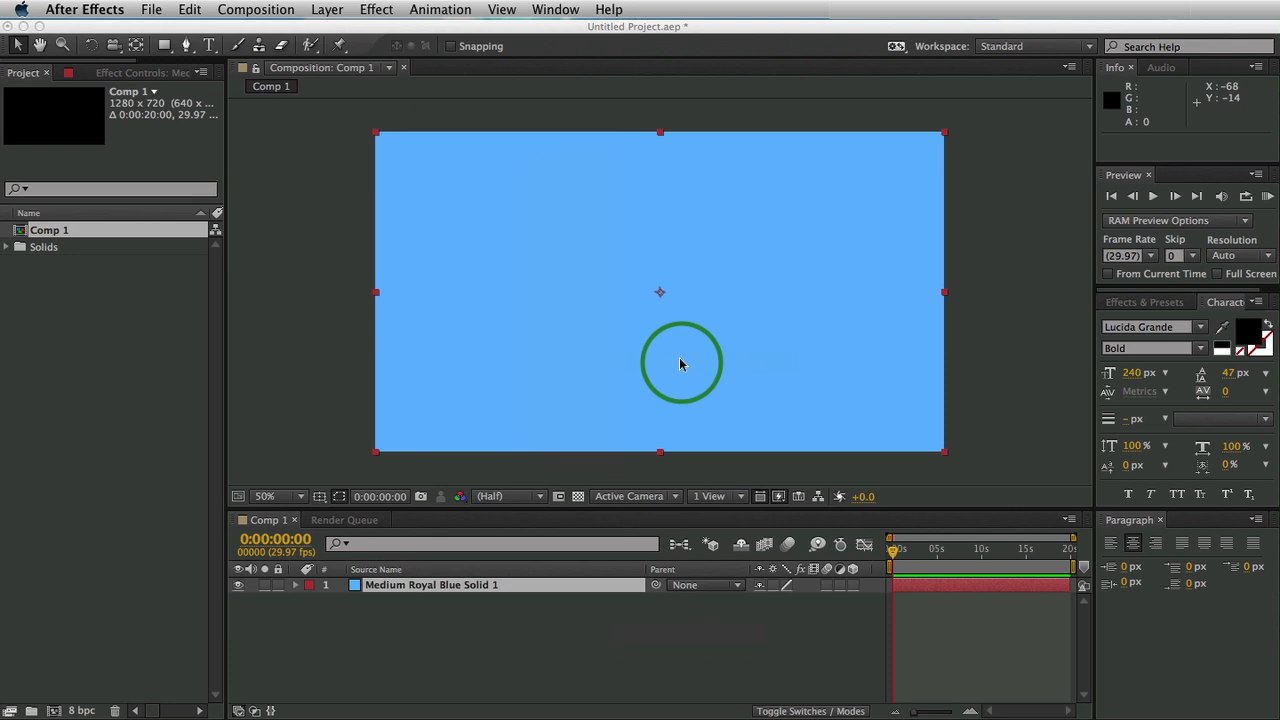 After Effects File Edit Composition Layer Effect Animation View Window Help
Untitled Project.aep *
Snapping Workspace: Standard Search Help
Project Effect Controls: Mec
Composition: Comp 1
Info Audio
Comp 1
1280 x 720 (640 x ...
Δ 0:00:20:00, 29.97 ...
Comp 1
R :
G :
B :
A : 0
X : -68
Y : -14
Preview
RAM Preview Options
Frame Rate Skip Resolution
(29.97) 0 Auto
From Current Time Full Screen
Name
Comp 1
Solids
Effects & Presets Charact
Lucida Grande
Bold
240 px 47 px
Metrics 0
- px
100 % 100 %
0 px 0 %
T T TT Tt T¹ T₁
50% 0:00:00:00 (Half) Active Camera 1 View +0.0
Comp 1 Render Queue
Paragraph
0:00:00:00
00000 (29.97 fps)
00s 05s 10s 15s 20s
# Source Name Parent
1 Medium Royal Blue Solid 1 None
0 px 0 px 0 px
0 px 0 px
8 bpc
Toggle Switches / Modes